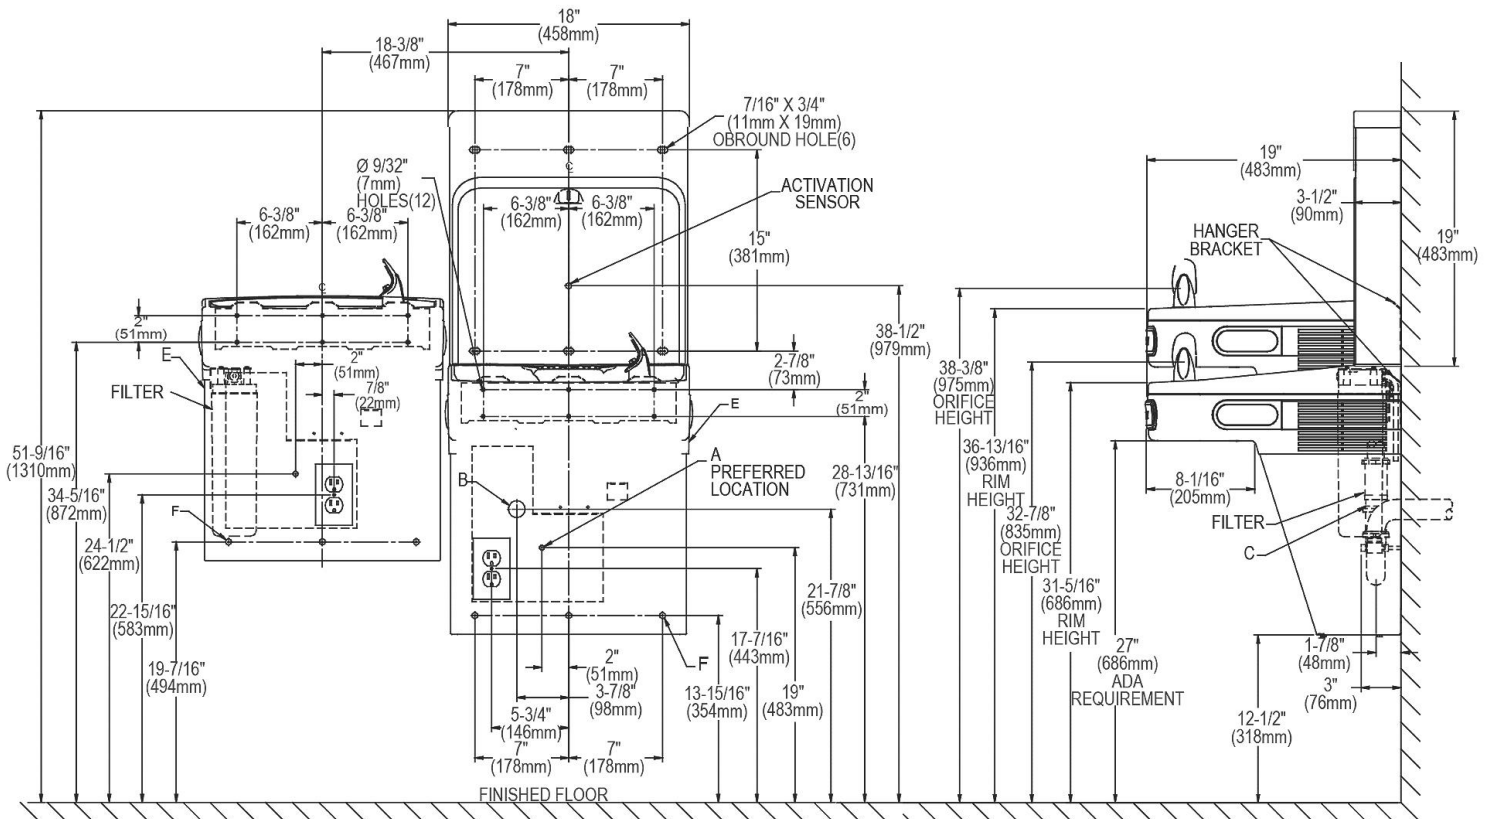 18"
(458mm)
18-3/8"
(467mm)
7"
(178mm)
7"
(178mm)
7/16" X 3/4"
(11mm X 19mm)
OBROUND HOLE(6)
Ø 9/32"
(7mm)
HOLES(12)
ACTIVATION
SENSOR
6-3/8"
(162mm)
6-3/8"
(162mm)
6-3/8"
(162mm)
6-3/8"
(162mm)
15"
(381mm)
2"
(51mm)
E
FILTER
2"
(51mm)
7/8"
(22mm)
38-1/2"
(979mm)
2-7/8"
(73mm)
2"
(51mm)
E
51-9/16"
(1310mm)
34-5/16"
(872mm)
24-1/2"
(622mm)
22-15/16"
(583mm)
19-7/16"
(494mm)
F
B
A
PREFERRED
LOCATION
28-13/16"
(731mm)
21-7/8"
(556mm)
17-7/16"
(443mm)
19"
(483mm)
13-15/16"
(354mm)
F
2"
(51mm)
3-7/8"
(98mm)
5-3/4"
(146mm)
7"
(178mm)
7"
(178mm)
FINISHED FLOOR
19"
(483mm)
3-1/2"
(90mm)
HANGER
BRACKET
19"
(483mm)
38-3/8"
(975mm)
ORIFICE
HEIGHT
36-13/16"
(936mm)
RIM
HEIGHT
32-7/8"
(835mm)
ORIFICE
HEIGHT
31-5/16"
(686mm)
RIM
HEIGHT
27"
(686mm)
ADA
REQUIREMENT
8-1/16"
(205mm)
FILTER
C
1-7/8"
(48mm)
3"
(76mm)
12-1/2"
(318mm)